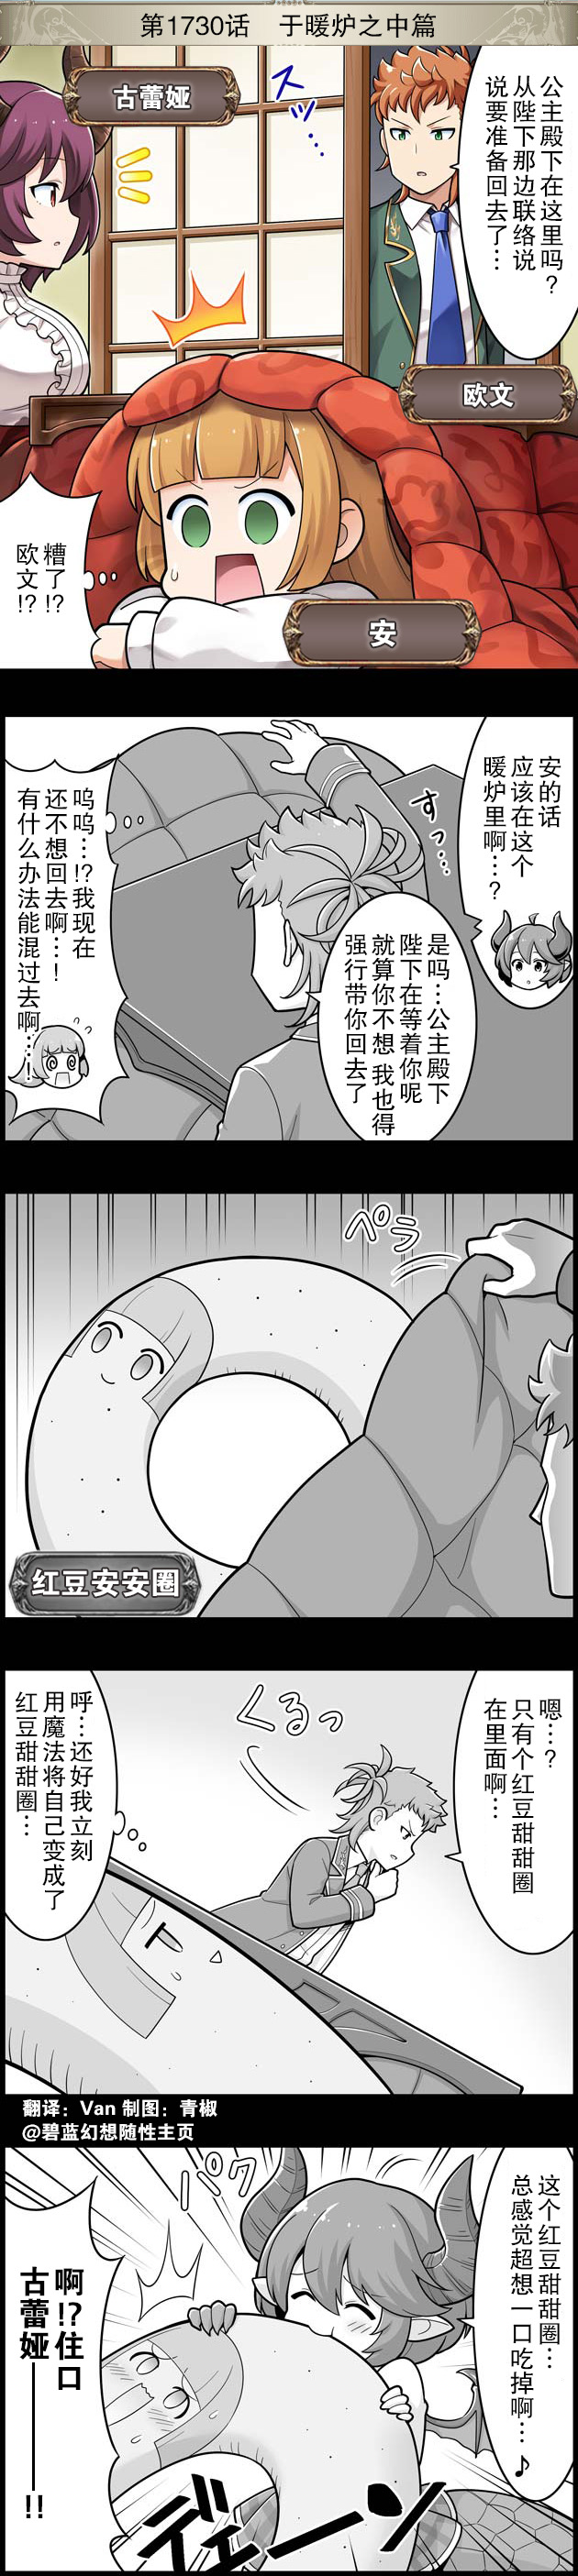 第1730话　于暖炉之中篇
公主殿下在这里吗？
从陛下那边联络说
说要准备回去了…
古蕾娅
スッ…
欧文
糟了!?
欧文!?
安
安的话
应该在这个
暖炉里啊…？
すっ…
是吗…公主殿下
陛下在等着你呢
就算你不想 我也得
强行带你回去了
呜呜…!?我现在
还不想回去啊…！
有什么办法能混过去啊……！
ペラ
红豆安安圈
嗯…？
只有个红豆甜甜圈
在里面啊…
くるっ
呼…还好我立刻
用魔法将自己变成了
红豆甜甜圈…
翻译：Van 制图：青椒
@碧蓝幻想随性主页
这个红豆甜甜圈…
总感觉超想一口吃掉啊…♪
パク
啊!?住口
古蕾娅——!!
デデーン